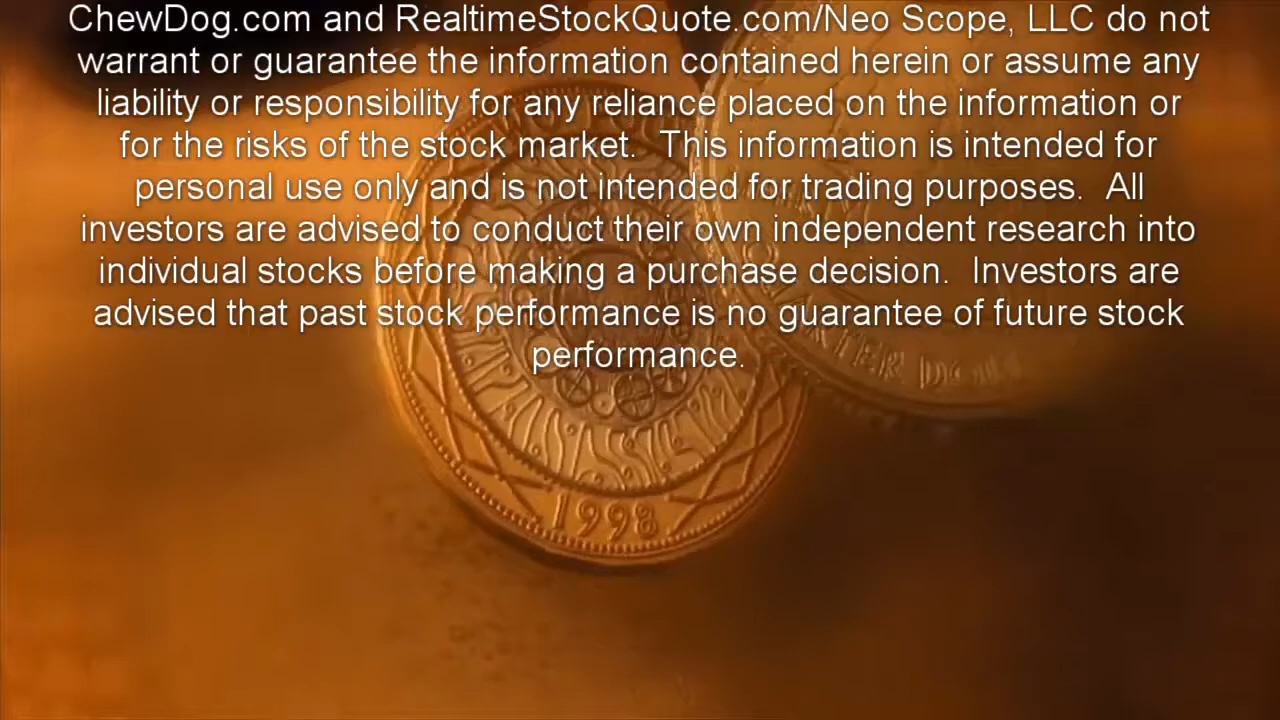 ChewDog.com and RealtimeStockQuote.com/Neo Scope, LLC do not
warrant or guarantee the information contained herein or assume any
liability or responsibility for any reliance placed on the information or
for the risks of the stock market.  This information is intended for
personal use only and is not intended for trading purposes.  All
investors are advised to conduct their own independent research into
individual stocks before making a purchase decision.  Investors are
advised that past stock performance is no guarantee of future stock
performance.
1998